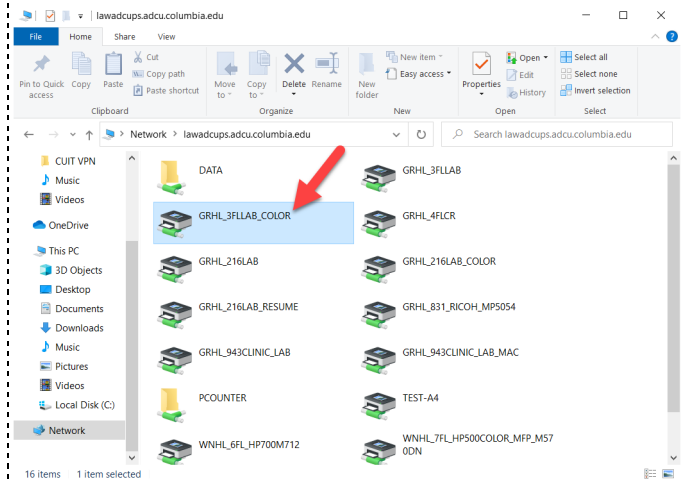 lawadcups.adcu.columbia.edu
File Home Share View
Pin to Quick access
Copy
Paste
Cut
Copy path
Paste shortcut
Clipboard
Move to
Copy to
Delete
Rename
Organize
New folder
New item
Easy access
New
Properties
Open
Edit
History
Open
Select all
Select none
Invert selection
Select
Network > lawadcups.adcu.columbia.edu
Search lawadcups.adcu.columbia.edu
CUIT VPN
Music
Videos
OneDrive
This PC
3D Objects
Desktop
Documents
Downloads
Music
Pictures
Videos
Local Disk (C:)
Network
DATA
GRHL_3FLLAB
GRHL_3FLLAB_COLOR
GRHL_4FLCR
GRHL_216LAB
GRHL_216LAB_COLOR
GRHL_216LAB_RESUME
GRHL_831_RICOH_MP5054
GRHL_943CLINIC_LAB
GRHL_943CLINIC_LAB_MAC
PCOUNTER
TEST-A4
WNHL_6FL_HP700M712
WNHL_7FL_HP500COLOR_MFP_M57
0DN
16 items 1 item selected